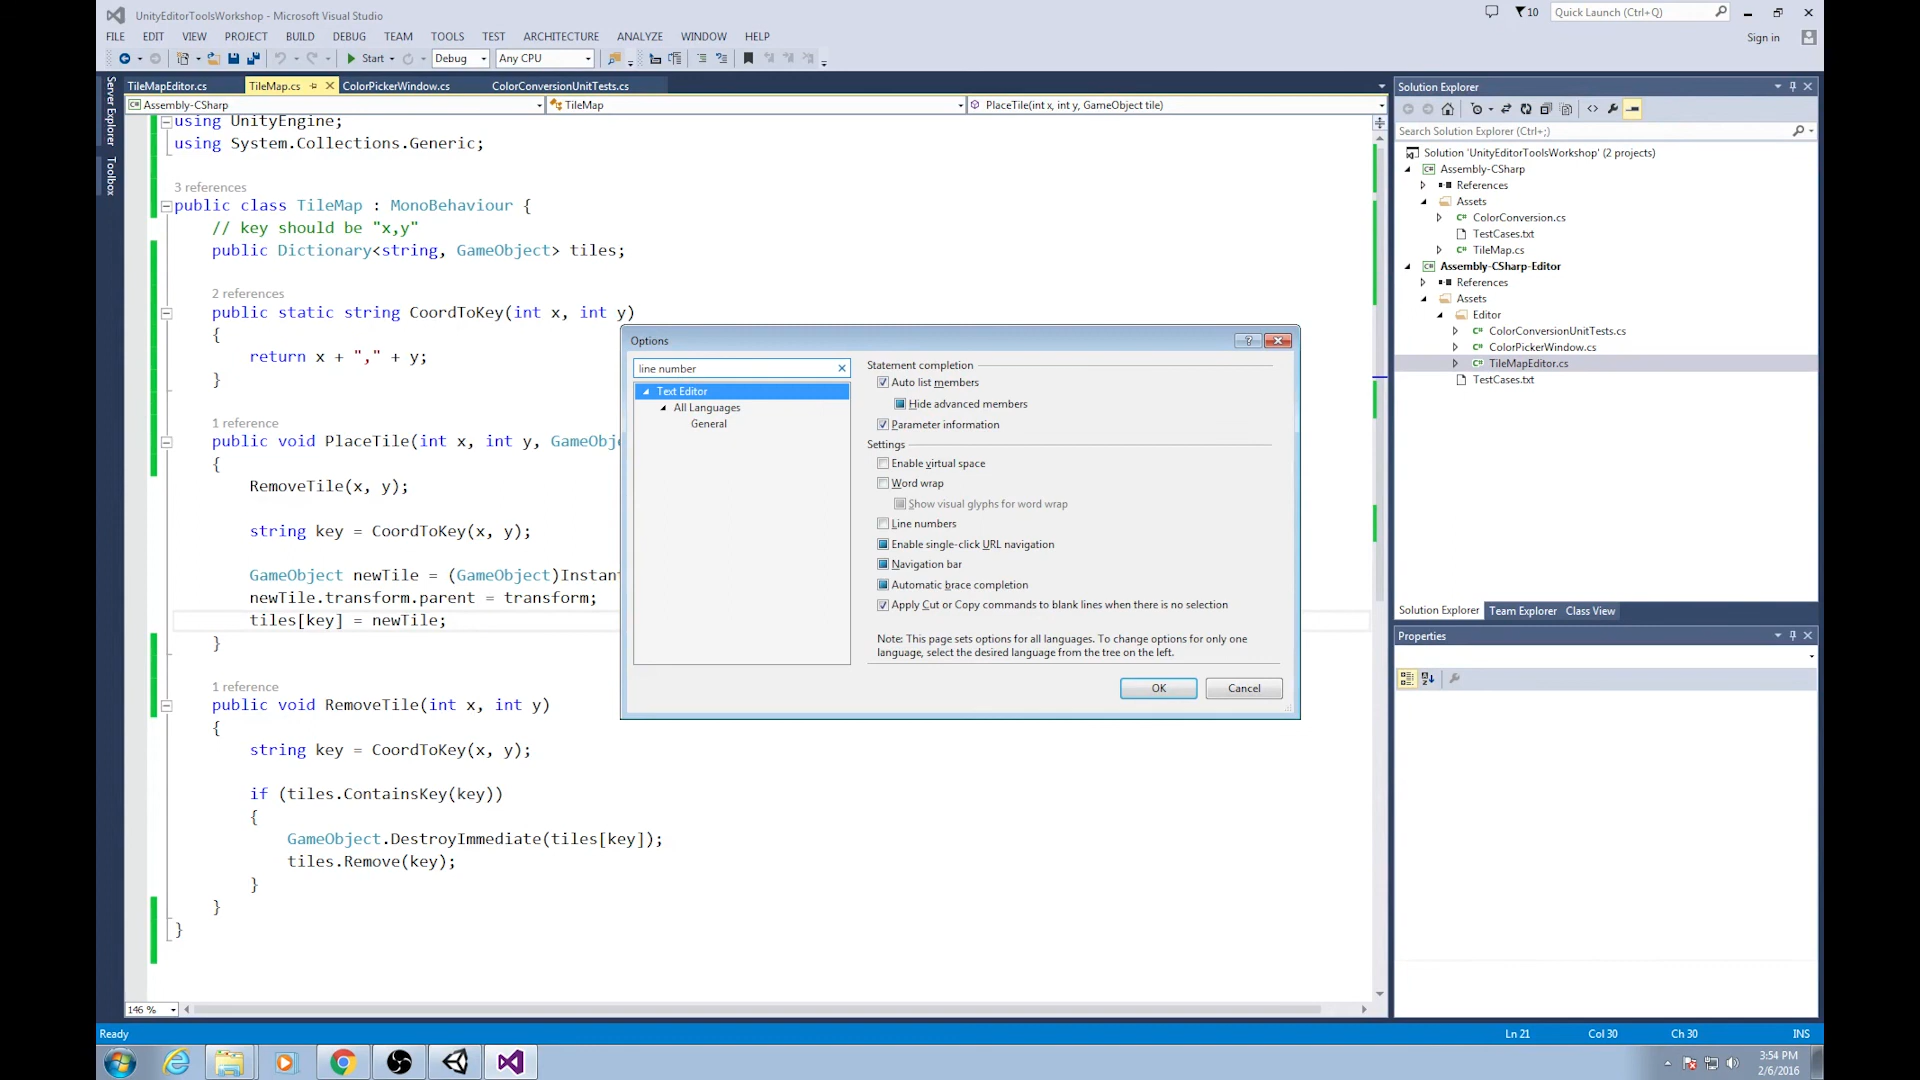 UnityEditorToolsWorkshop - Microsoft Visual Studio
10
Quick Launch (Ctrl+Q)
FILE EDIT VIEW PROJECT BUILD DEBUG TEAM TOOLS TEST ARCHITECTURE ANALYZE WINDOW HELP
Sign in
Start Debug Any CPU
Server Explorer
Toolbox
TileMapEditor.cs TileMap.cs ColorPickerWindow.cs ColorConversionUnitTests.cs
Assembly-CSharp TileMap PlaceTile(int x, int y, GameObject tile)
using UnityEngine;
using System.Collections.Generic;
3 references
public class TileMap : MonoBehaviour {
// key should be "x,y"
public Dictionary<string, GameObject> tiles;
2 references
public static string CoordToKey(int x, int y)
{
return x + "," + y;
}
1 reference
public void PlaceTile(int x, int y, GameObj
{
RemoveTile(x, y);
string key = CoordToKey(x, y);
GameObject newTile = (GameObject)Instan
newTile.transform.parent = transform;
tiles[key] = newTile;
}
1 reference
public void RemoveTile(int x, int y)
{
string key = CoordToKey(x, y);
if (tiles.ContainsKey(key))
{
GameObject.DestroyImmediate(tiles[key]);
tiles.Remove(key);
}
}
}
146 %
Options
line number
Text Editor
All Languages
General
Statement completion
Auto list members
Hide advanced members
Parameter information
Settings
Enable virtual space
Word wrap
Show visual glyphs for word wrap
Line numbers
Enable single-click URL navigation
Navigation bar
Automatic brace completion
Apply Cut or Copy commands to blank lines when there is no selection
Note: This page sets options for all languages. To change options for only one
language, select the desired language from the tree on the left.
OK Cancel
Solution Explorer
Search Solution Explorer (Ctrl+;)
Solution 'UnityEditorToolsWorkshop' (2 projects)
Assembly-CSharp
References
Assets
ColorConversion.cs
TestCases.txt
TileMap.cs
Assembly-CSharp-Editor
References
Assets
Editor
ColorConversionUnitTests.cs
ColorPickerWindow.cs
TileMapEditor.cs
TestCases.txt
Solution Explorer Team Explorer Class View
Properties
Ready
Ln 21 Col 30 Ch 30 INS
3:54 PM
2/6/2016